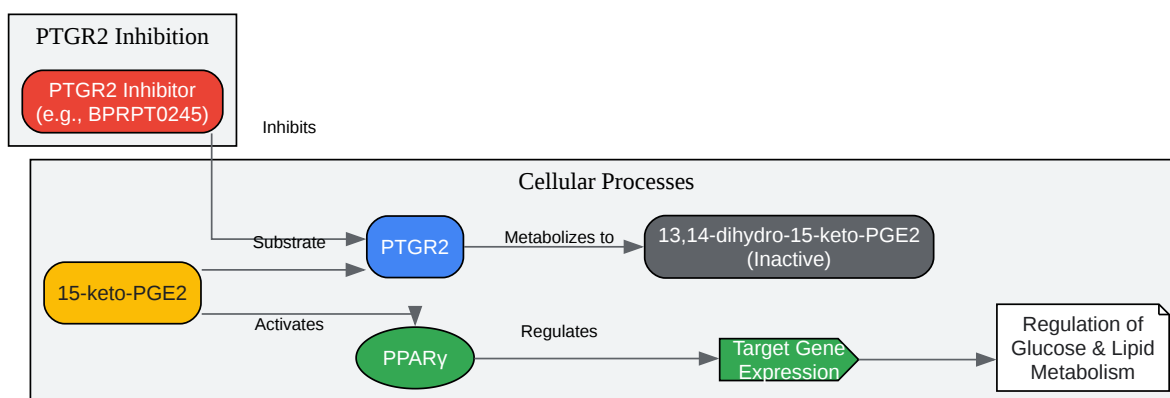 PTGR2 Inhibition
PTGR2 Inhibitor
(e.g., BPRPT0245)
Inhibits
Cellular Processes
Substrate
PTGR2
Metabolizes to
13,14-dihydro-15-keto-PGE2
(Inactive)
15-keto-PGE2
Activates
PPARγ
Regulates
Target Gene
Expression
Regulation of
Glucose & Lipid
Metabolism